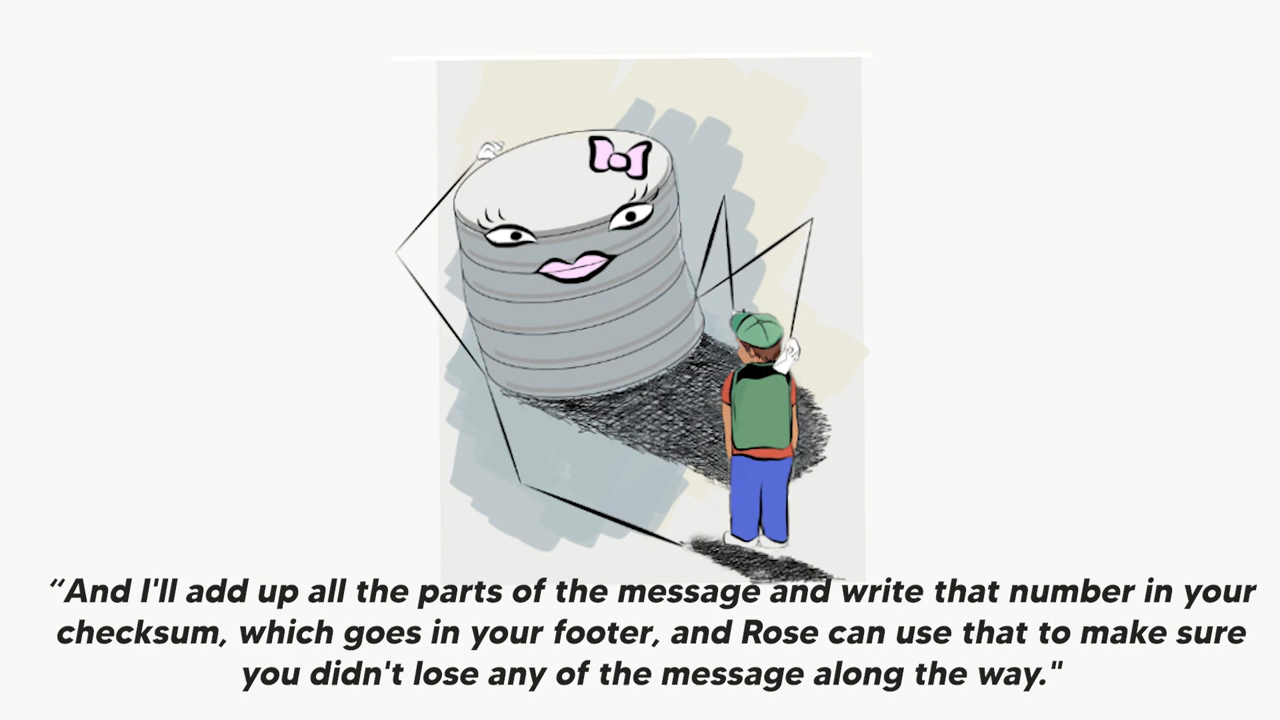 “And I'll add up all the parts of the message and write that number in your
checksum, which goes in your footer, and Rose can use that to make sure
you didn't lose any of the message along the way."